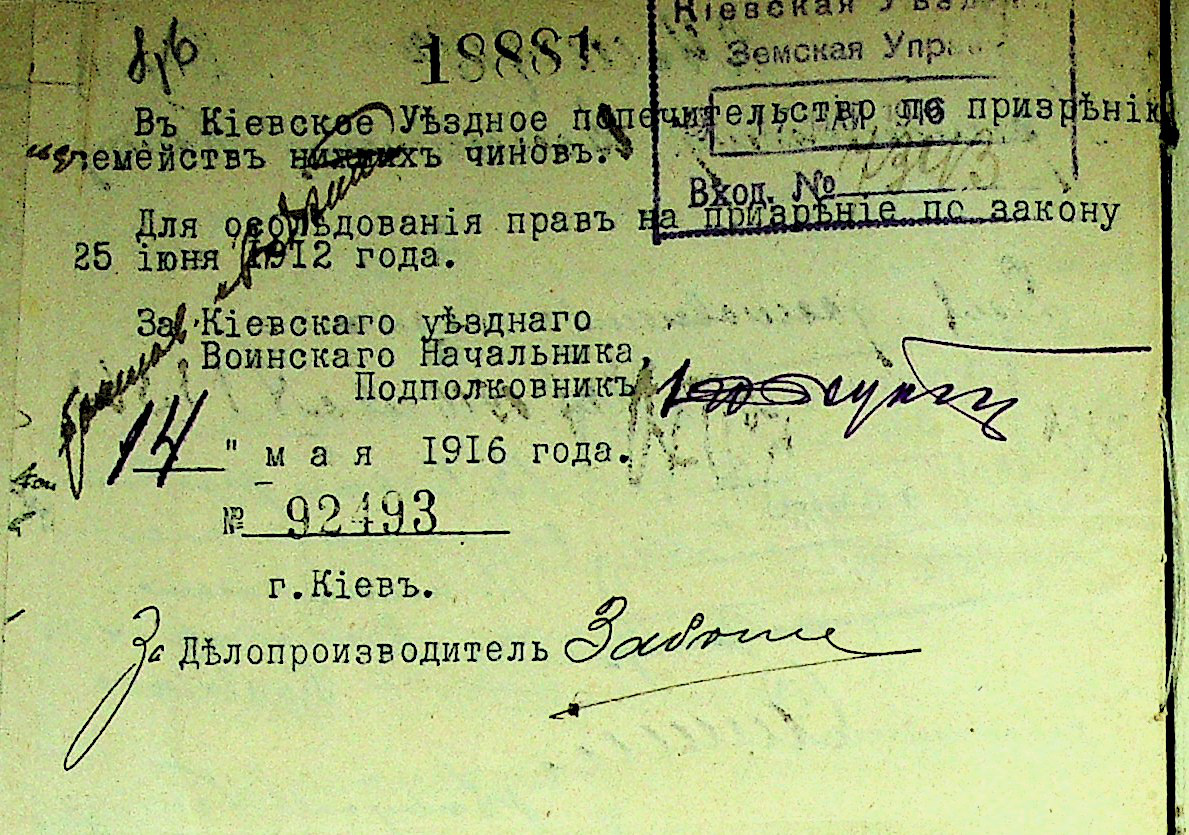 18881
Кіевская Уѣзд
Земская Упр
Въ Кіевское Уѣздное попечительство по призрѣнію
семействъ нижнихъ чиновъ.
Вход. №
Для обслѣдованія правъ на призрѣніе по закону
25 іюня 1912 года.
За Кіевскаго уѣзднаго
Воинскаго Начальника,
Подполковникъ
14 " мая 1916 года.
№ 92493
г.Кіевъ.
За Дѣлопроизводитель